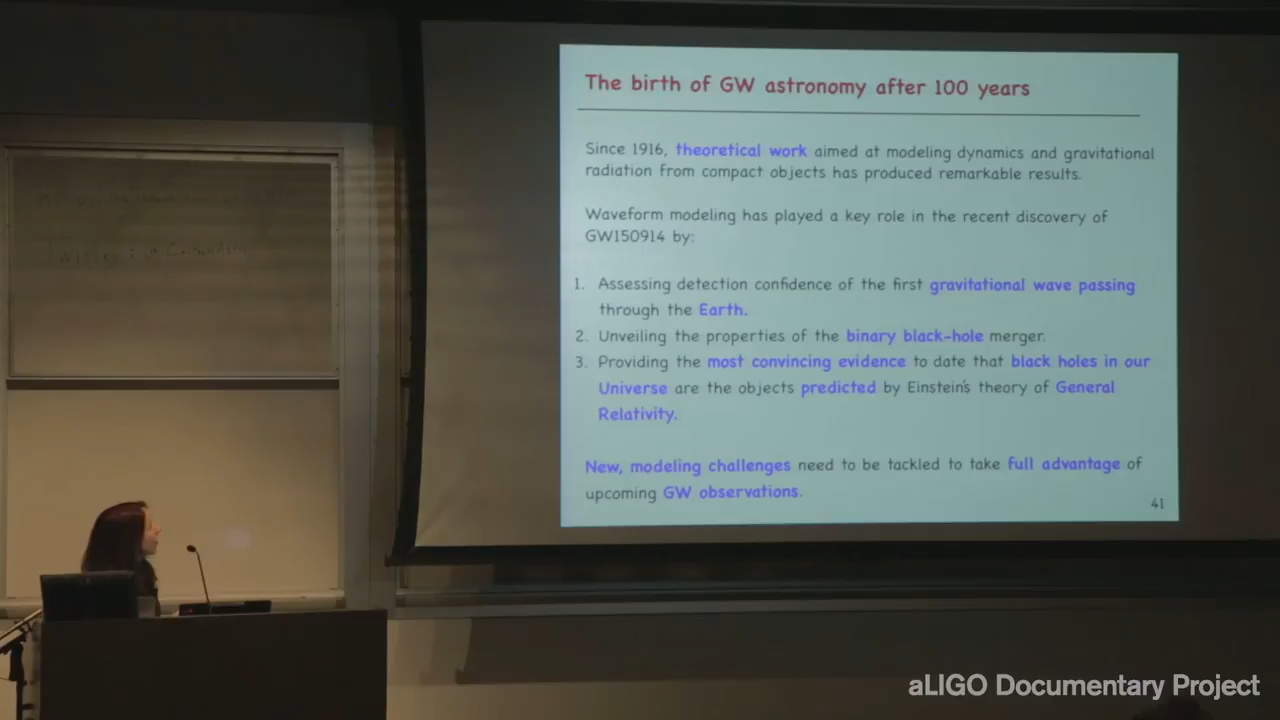 The birth of GW astronomy after 100 years
Since 1916, theoretical work aimed at modeling dynamics and gravitational
radiation from compact objects has produced remarkable results.
Waveform modeling has played a key role in the recent discovery of
GW150914 by:
1. Assessing detection confidence of the first gravitational wave passing
through the Earth.
2. Unveiling the properties of the binary black-hole merger.
3. Providing the most convincing evidence to date that black holes in our
Universe are the objects predicted by Einstein's theory of General
Relativity.
New, modeling challenges need to be tackled to take full advantage of
upcoming GW observations.
41
aLIGO Documentary Project